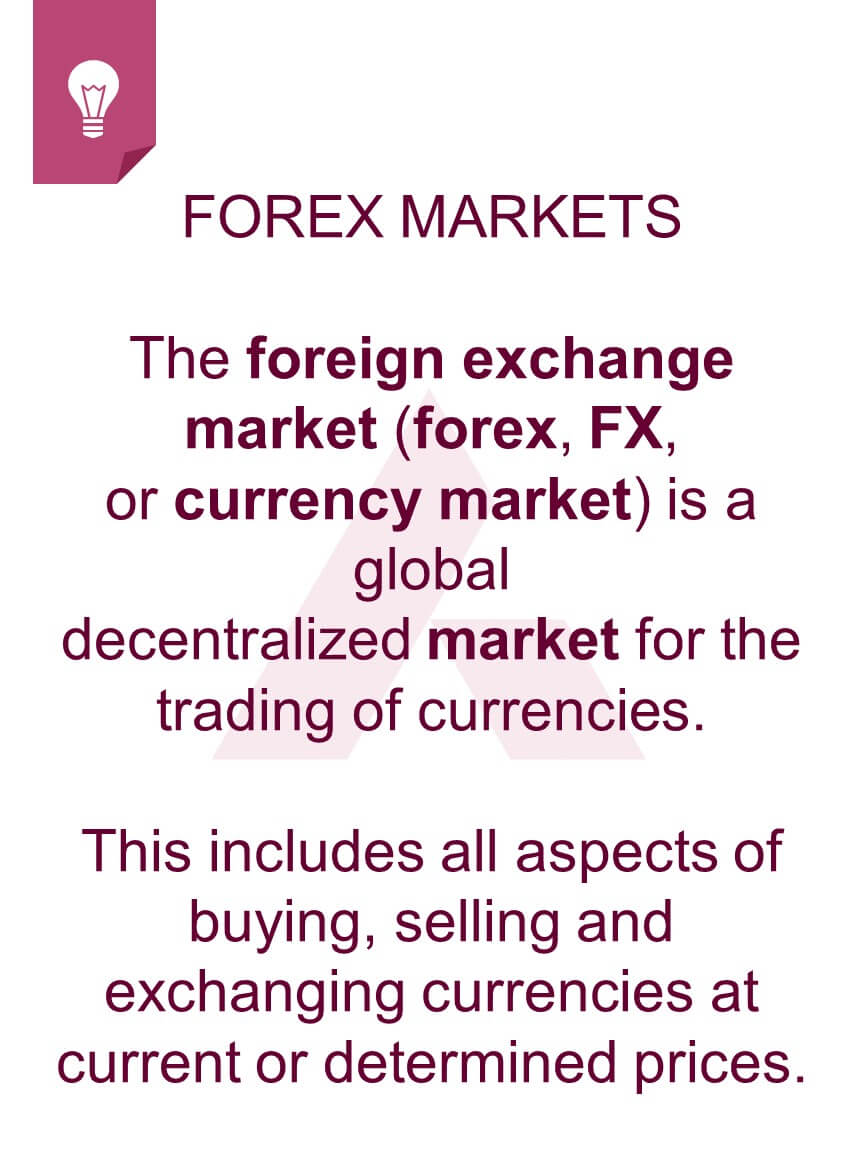 FOREX MARKETS
The foreign exchange
market (forex, FX,
or currency market) is a
global
decentralized market for the
trading of currencies.
This includes all aspects of
buying, selling and
exchanging currencies at
current or determined prices.